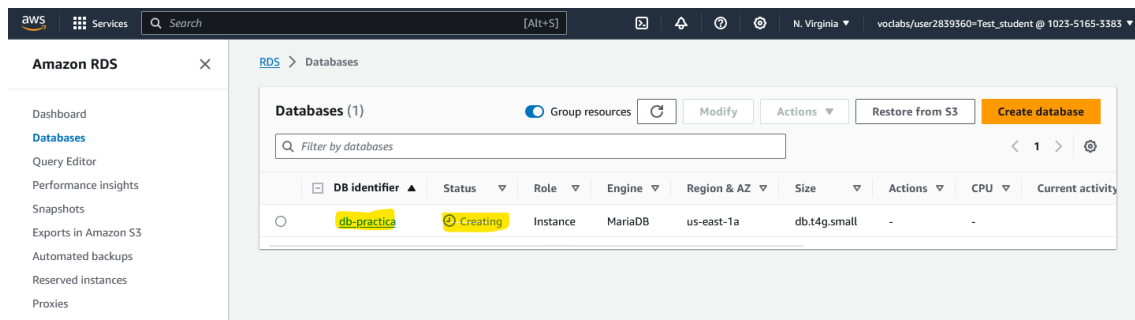 aws Services Search [Alt+S] N. Virginia ▼ voclabs/user2839360=Test_student @ 1023-5165-3383 ▼
Amazon RDS
Dashboard
Databases
Query Editor
Performance insights
Snapshots
Exports in Amazon S3
Automated backups
Reserved instances
Proxies
RDS > Databases
Databases (1) Group resources Modify Actions ▼ Restore from S3 Create database
Filter by databases < 1 >
DB identifier ▲ Status ▽ Role ▽ Engine ▽ Region & AZ ▽ Size ▽ Actions ▽ CPU ▽ Current activity
db-practica Creating Instance MariaDB us-east-1a db.t4g.small - -